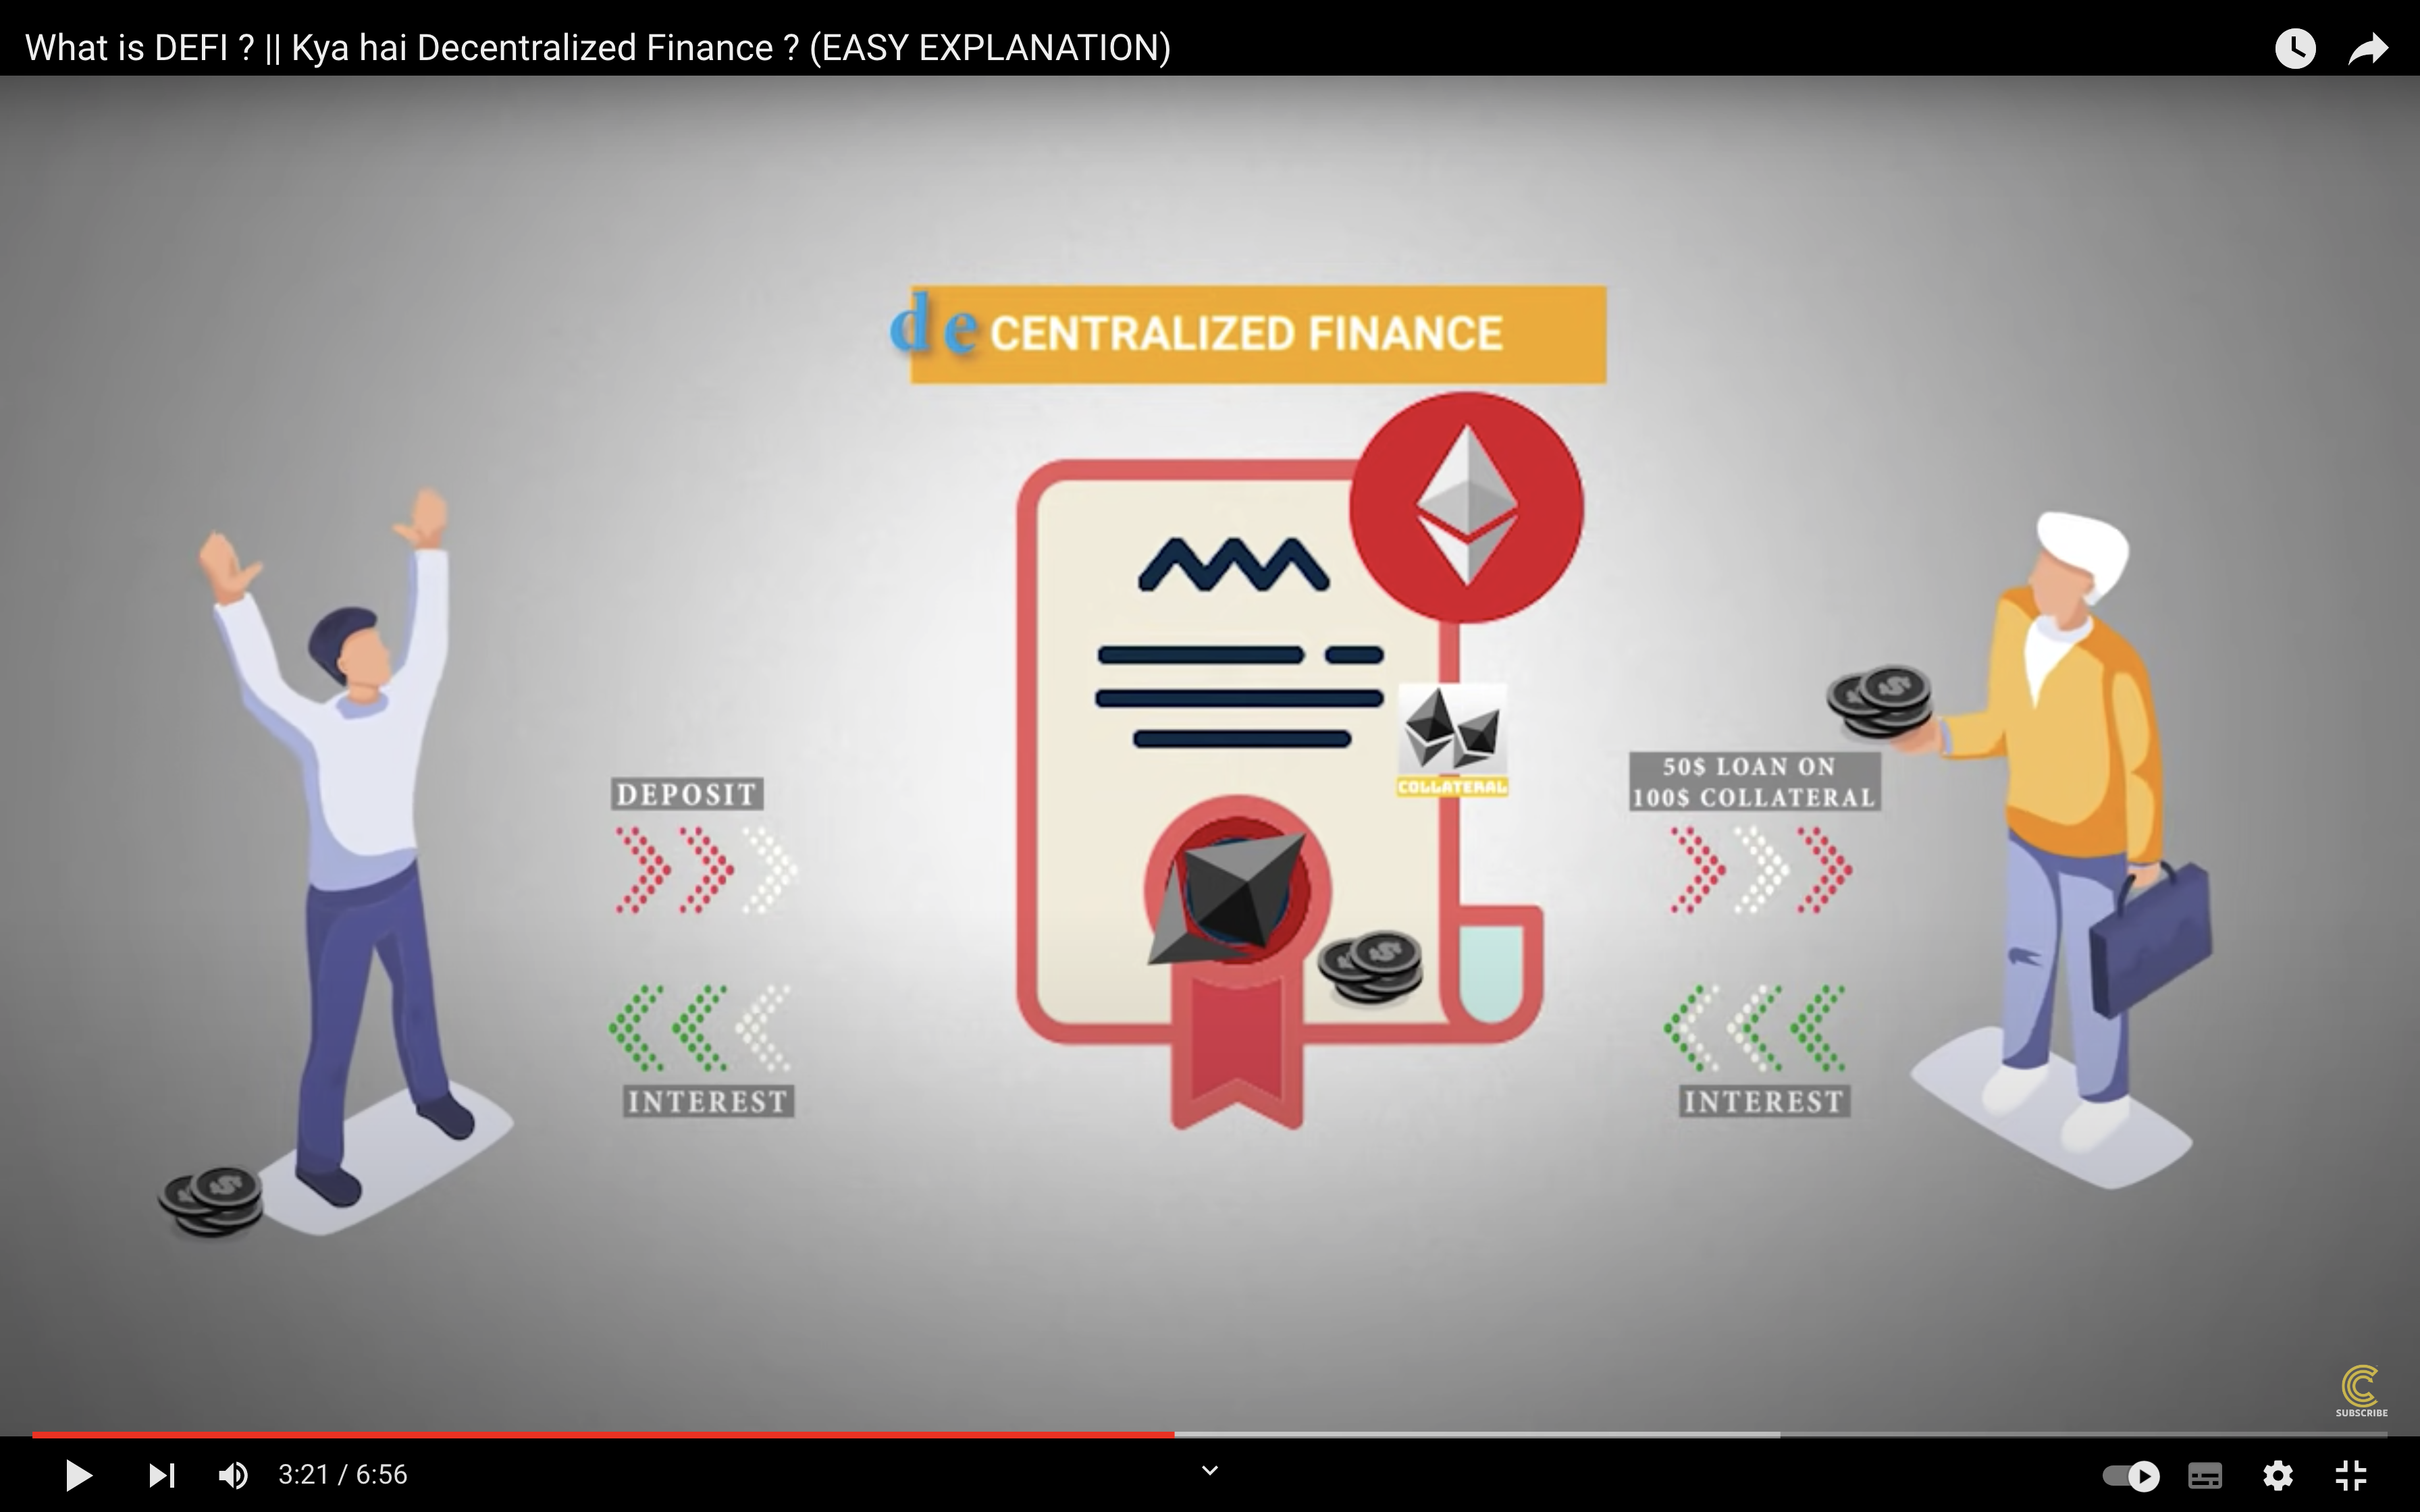 What is DEFI ? || Kya hai Decentralized Finance ? (EASY EXPLANATION)
de CENTRALIZED FINANCE
COLLATERAL
DEPOSIT
50$ LOAN ON
100$ COLLATERAL
INTEREST
INTEREST
SUBSCRIBE
3:21 / 6:56